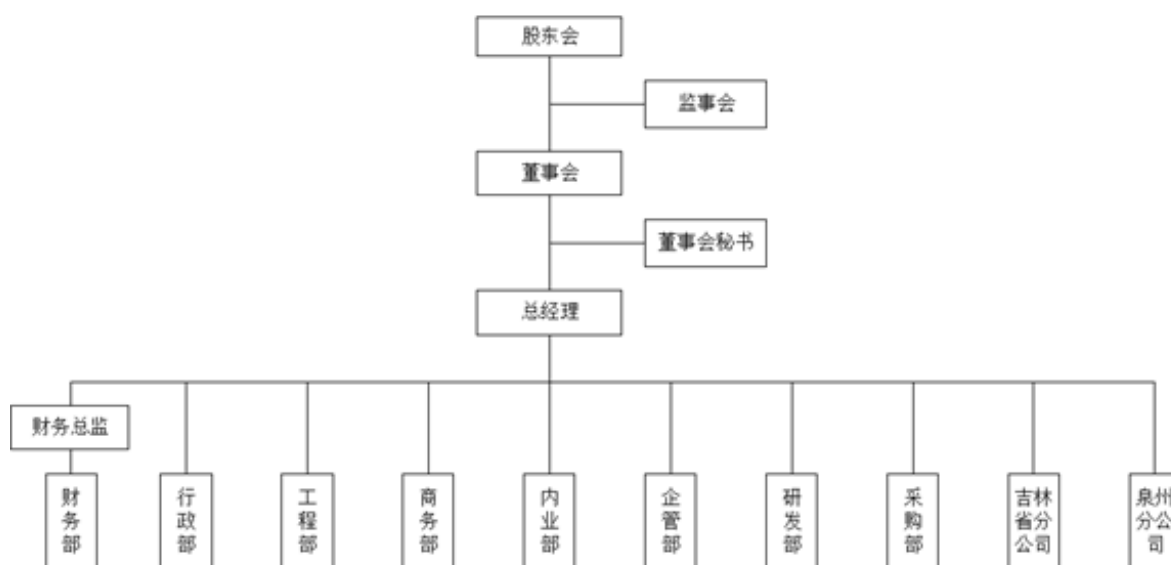 股东会
监事会
董事会
董事会秘书
总经理
财务总监
财务部
行政部
工程部
商务部
内业部
企管部
研发部
采购部
吉林
省分
公司
泉州
分公
司